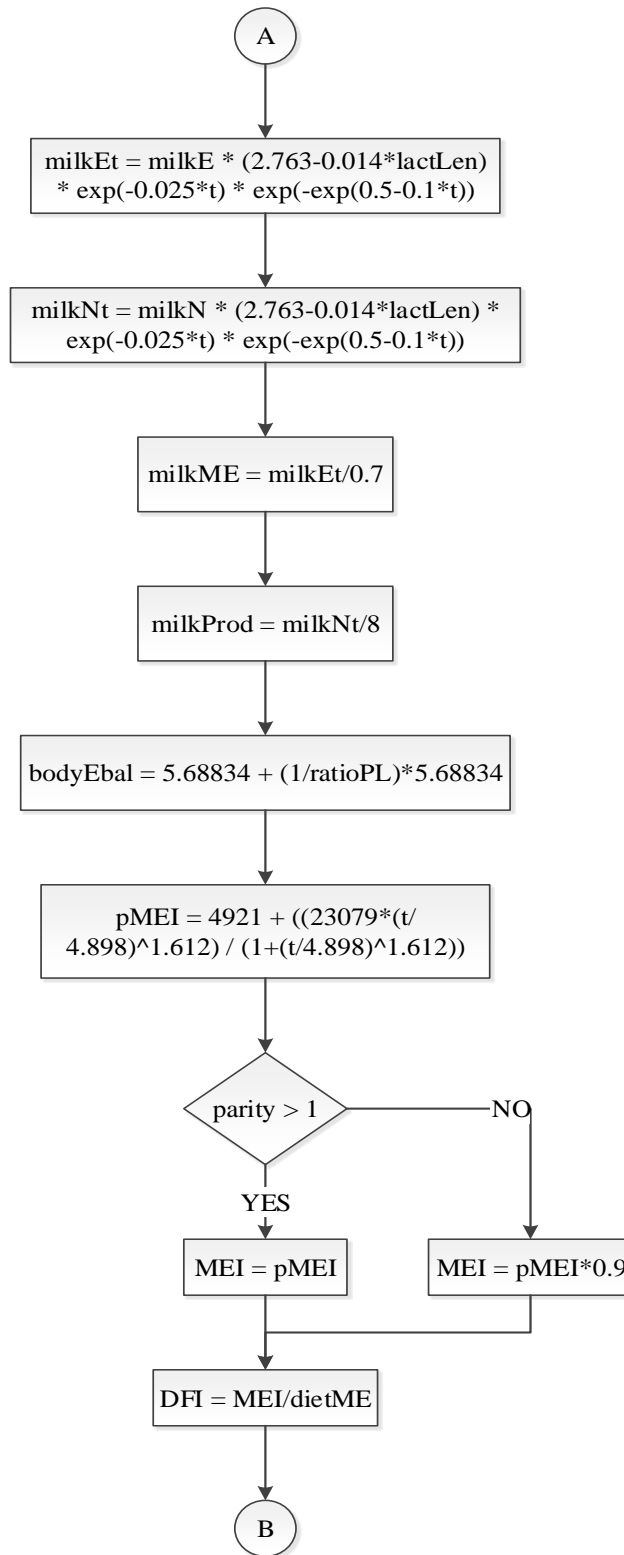 A
milkEt = milkE * (2.763-0.014*lactLen)
* exp(-0.025*t) * exp(-exp(0.5-0.1*t))
milkNt = milkN * (2.763-0.014*lactLen) *
exp(-0.025*t) * exp(-exp(0.5-0.1*t))
milkME = milkEt/0.7
milkProd = milkNt/8
bodyEbal = 5.68834 + (1/ratioPL)*5.68834
pMEI = 4921 + ((23079*(t/
4.898)^1.612) / (1+(t/4.898)^1.612))
parity > 1
NO
YES
MEI = pMEI
MEI = pMEI*0.9
DFI = MEI/dietME
B